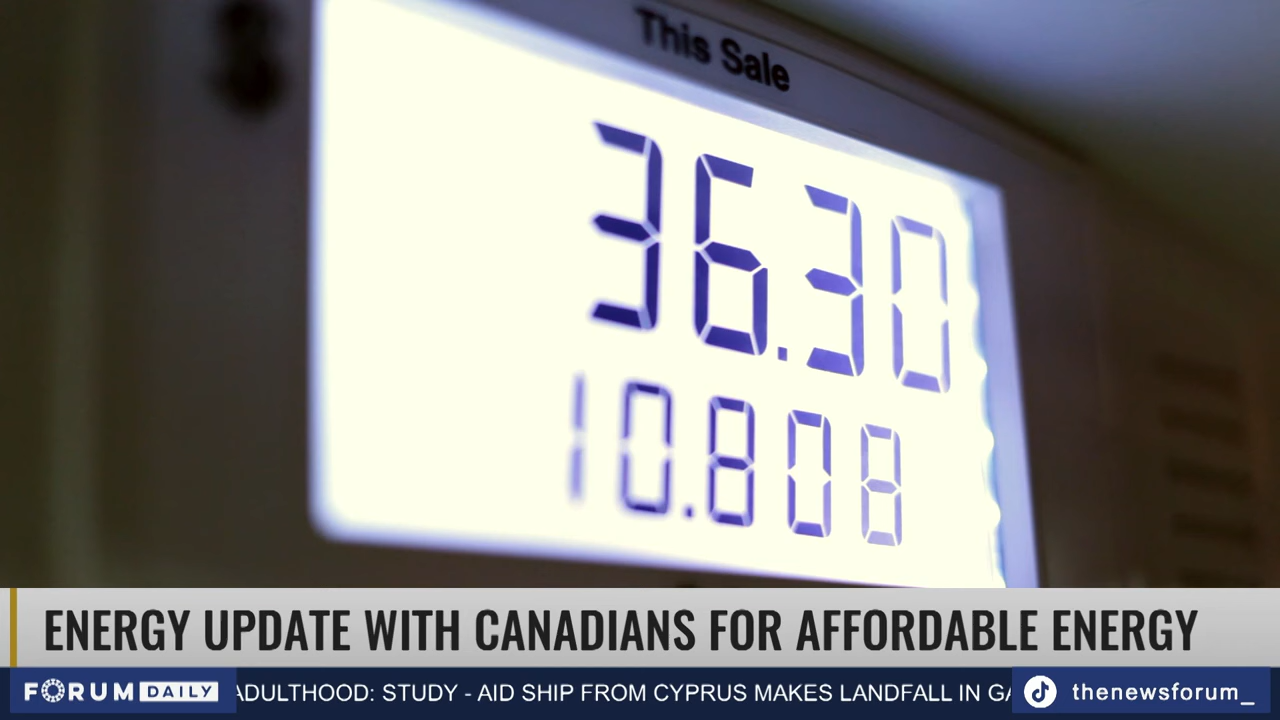 This Sale
36.30
10.808
ENERGY UPDATE WITH CANADIANS FOR AFFORDABLE ENERGY
FORUM DAILY
ADULTHOOD: STUDY - AID SHIP FROM CYPRUS MAKES LANDFALL IN GA
thenewsforum_